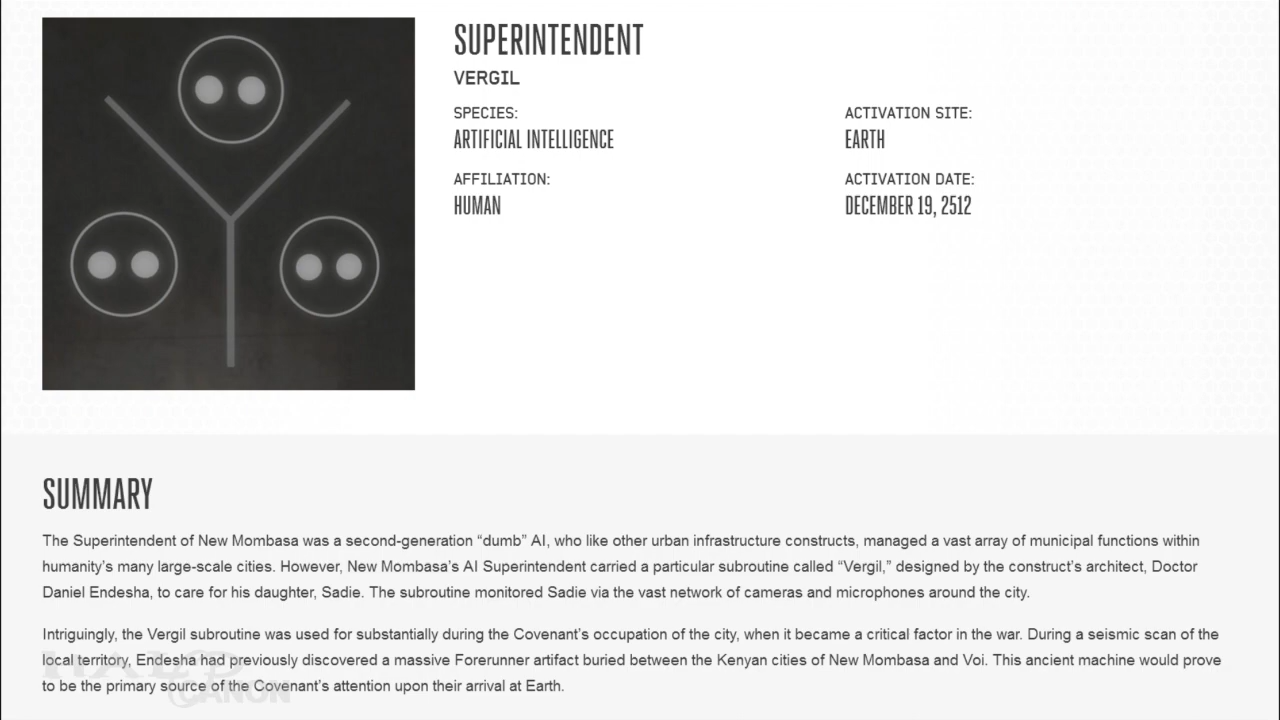 SUPERINTENDENT
VERGIL
SPECIES:
ARTIFICIAL INTELLIGENCE
AFFILIATION:
HUMAN
ACTIVATION SITE:
EARTH
ACTIVATION DATE:
DECEMBER 19, 2512
SUMMARY
The Superintendent of New Mombasa was a second-generation “dumb” AI, who like other urban infrastructure constructs, managed a vast array of municipal functions within
humanity’s many large-scale cities. However, New Mombasa’s AI Superintendent carried a particular subroutine called “Vergil,” designed by the construct’s architect, Doctor
Daniel Endesha, to care for his daughter, Sadie. The subroutine monitored Sadie via the vast network of cameras and microphones around the city.
Intriguingly, the Vergil subroutine was used for substantially during the Covenant’s occupation of the city, when it became a critical factor in the war. During a seismic scan of the
local territory, Endesha had previously discovered a massive Forerunner artifact buried between the Kenyan cities of New Mombasa and Voi. This ancient machine would prove
to be the primary source of the Covenant’s attention upon their arrival at Earth.
HALO
CANON